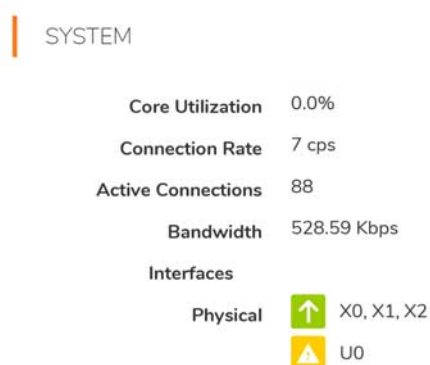 SYSTEM
Core Utilization 0.0%
Connection Rate 7 cps
Active Connections 88
Bandwidth 528.59 Kbps
Interfaces
Physical X0, X1, X2
U0